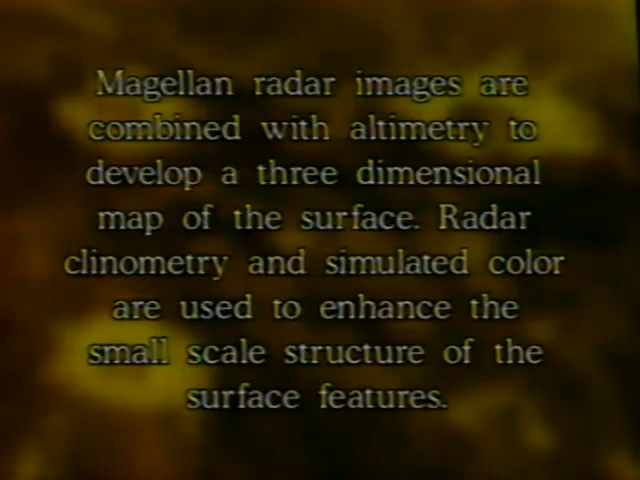 Magellan radar images are
combined with altimetry to
develop a three dimensional
map of the surface. Radar
clinometry and simulated color
are used to enhance the
small scale structure of the
surface features.